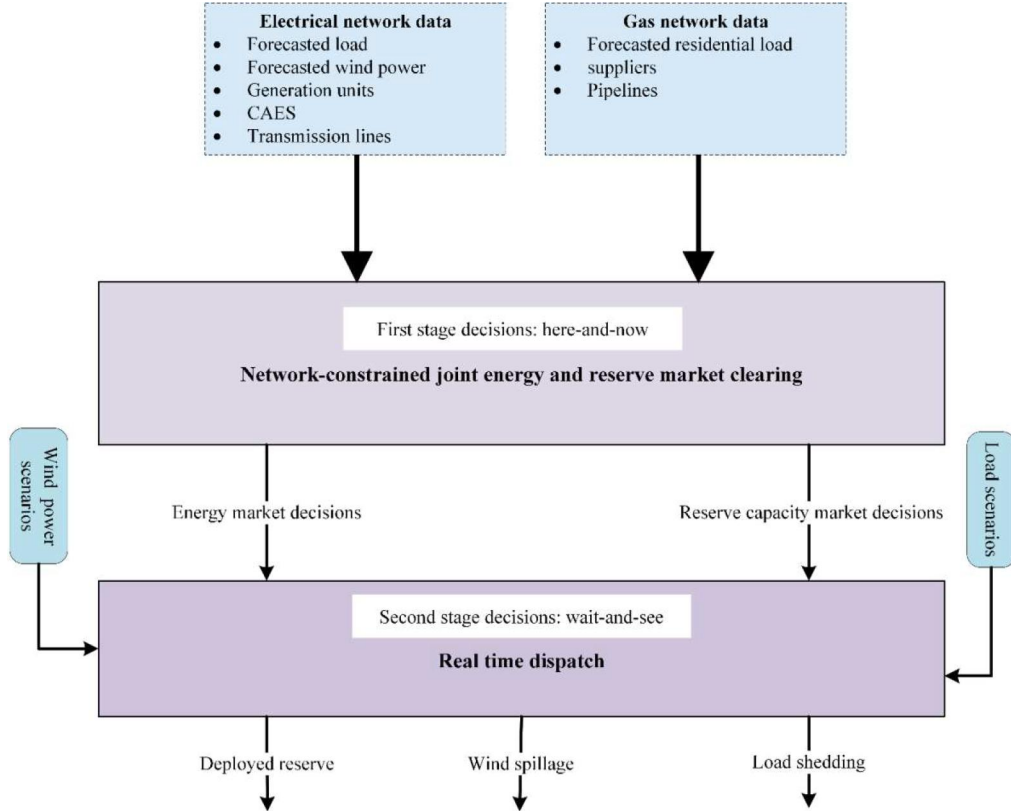 Electrical network data
• Forecasted load
• Forecasted wind power
• Generation units
• CAES
• Transmission lines
Gas network data
• Forecasted residential load
• suppliers
• Pipelines
First stage decisions: here-and-now
Network-constrained joint energy and reserve market clearing
Wind power
scenarios
Load scenarios
Energy market decisions
Reserve capacity market decisions
Second stage decisions: wait-and-see
Real time dispatch
Deployed reserve
Wind spillage
Load shedding